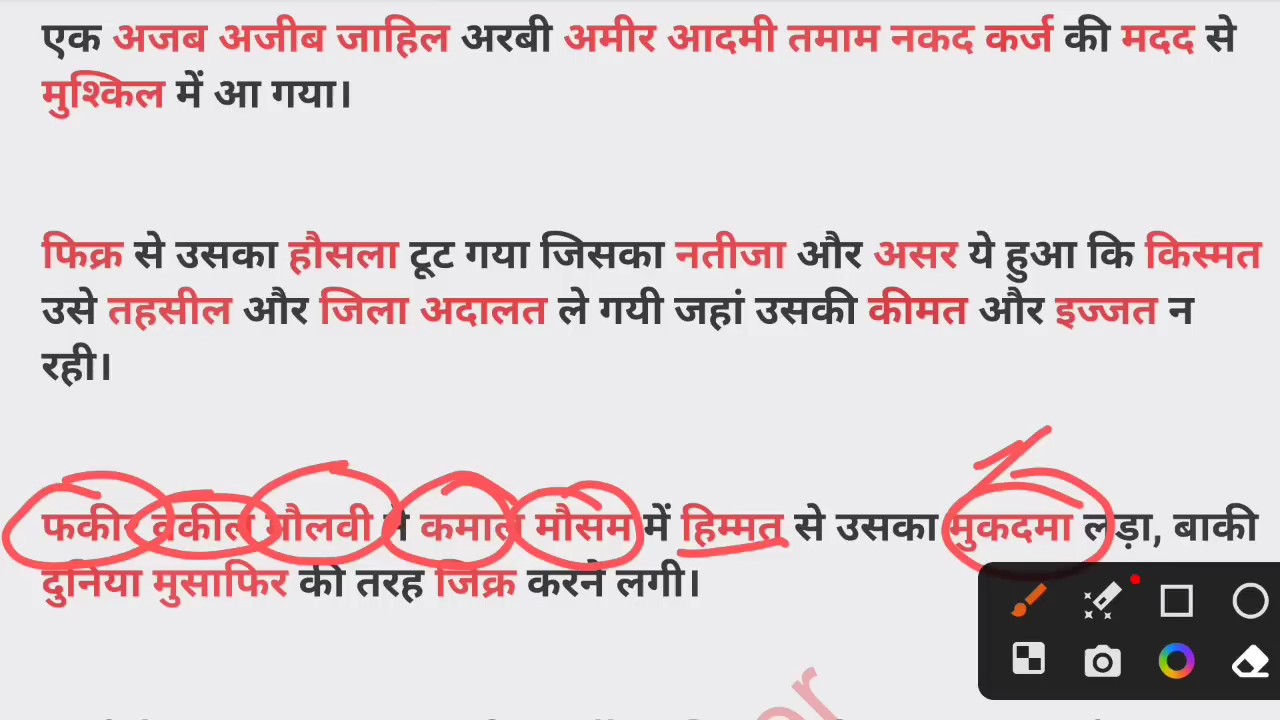 एक अजब अजीब जाहिल अरबी अमीर आदमी तमाम नकद कर्ज की मदद से
मुश्किल में आ गया।
फिक्र से उसका हौसला टूट गया जिसका नतीजा और असर ये हुआ कि किस्मत
उसे तहसील और जिला अदालत ले गयी जहां उसकी कीमत और इज्जत न
रही।
फकीर वकील मौलवी ने कमाल मौसम में हिम्मत से उसका मुकदमा लड़ा, बाकी
दुनिया मुसाफिर की तरह जिक्र करने लगी।